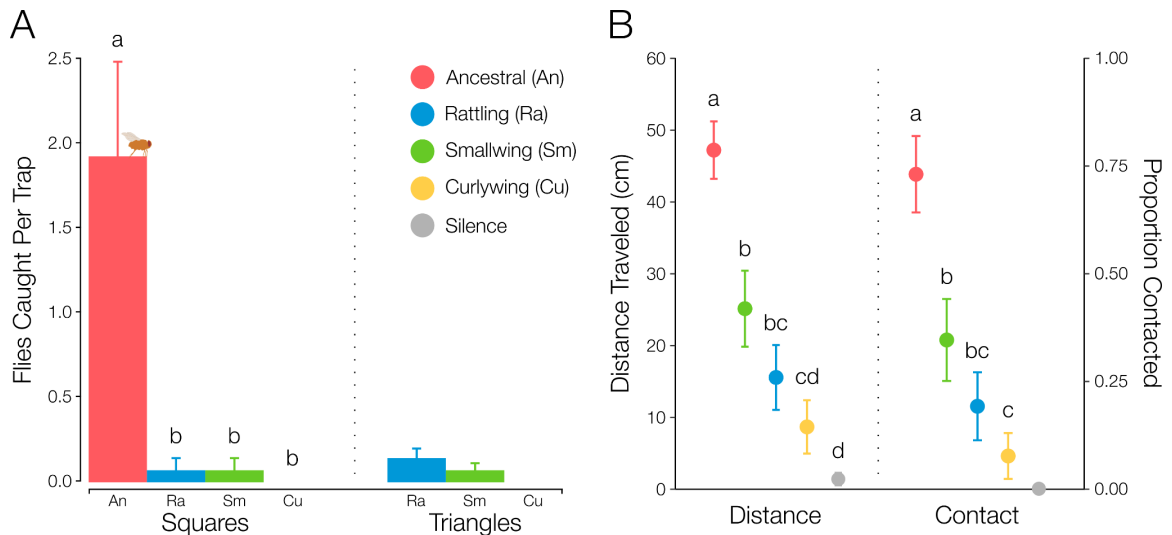 A
B
a
2.5
2.0
1.5
1.0
0.5
0.0
Flies Caught Per Trap
Ancestral (An)
Rattling (Ra)
Smallwing (Sm)
Curlywing (Cu)
Silence
b
b
b
An
Ra
Sm
Cu
Ra
Sm
Cu
Squares
Triangles
60
50
40
30
20
10
0
Distance Traveled (cm)
a
b
bc
cd
d
a
b
bc
c
1.00
0.75
0.50
0.25
0.00
Proportion Contacted
Distance
Contact